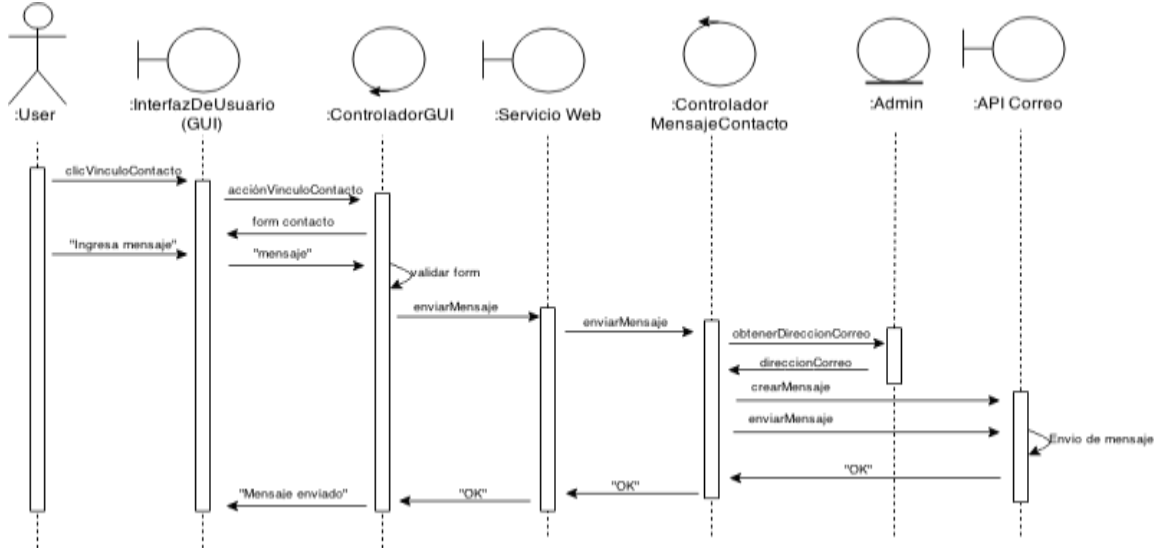 :User
:InterfazDeUsuario
(GUI)
:ControladorGUI
:Servicio Web
:Controlador
MensajeContacto
:Admin
:API Correo
clicVinculoContacto
acciónVinculoContacto
form contacto
"Ingresa mensaje"
"mensaje"
validar form
enviarMensaje
enviarMensaje
obtenerDireccionCorreo
direccionCorreo
crearMensaje
enviarMensaje
Envio de mensaje
"OK"
"OK"
"OK"
"Mensaje enviado"